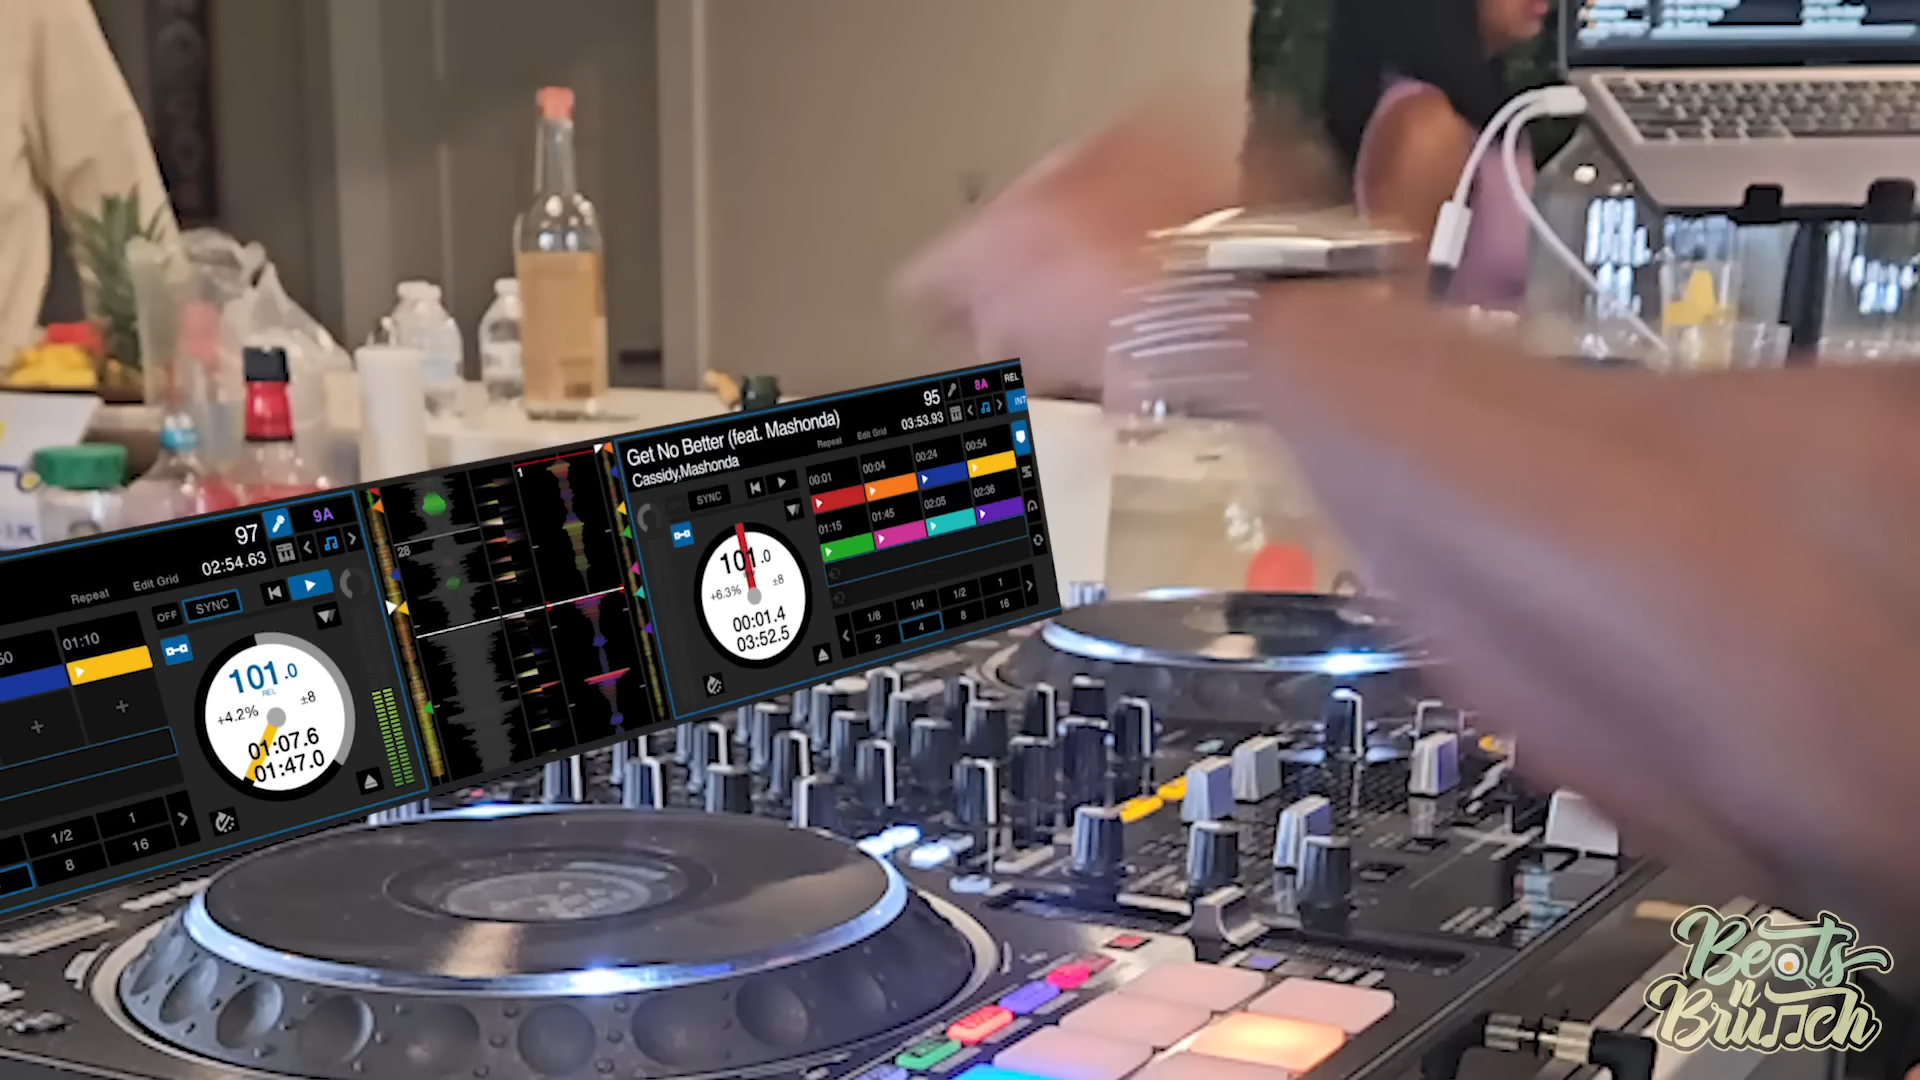 97
9A
02:54.63
Repeat
Edit Grid
OFF
SYNC
01:10
101.0
REL
+4.2%
±8
01:07.6
01:47.0
1/2
1
8
16
28
1
Get No Better (feat. Mashonda)
Cassidy,Mashonda
Repeat
Edit Grid
95
8A
REL
03:53.93
INT
SYNC
00:01
00:04
00:24
00:54
01:15
01:45
02:05
02:36
101.0
+6.3%
±8
00:01.4
03:52.5
1/8
1/4
1/2
1
2
4
8
16
Beats
n
Brunch